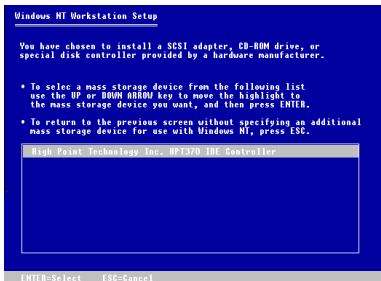 Windows NT Workstation Setup
You have chosen to install a SCSI adapter, CD-ROM drive, or
special disk controller provided by a hardware manufacturer.
• To selec a mass storage device from the following list
use the UP or DOWN ARROW key to move the highlight to
the mass storage device you want, and then press ENTER.
• To return to the previous screen without specifying an additional
mass storage device for use with Windows NT, press ESC.
High Point Technology Inc. HPT370 IDE Controller
ENTER=Select ESC=Cancel